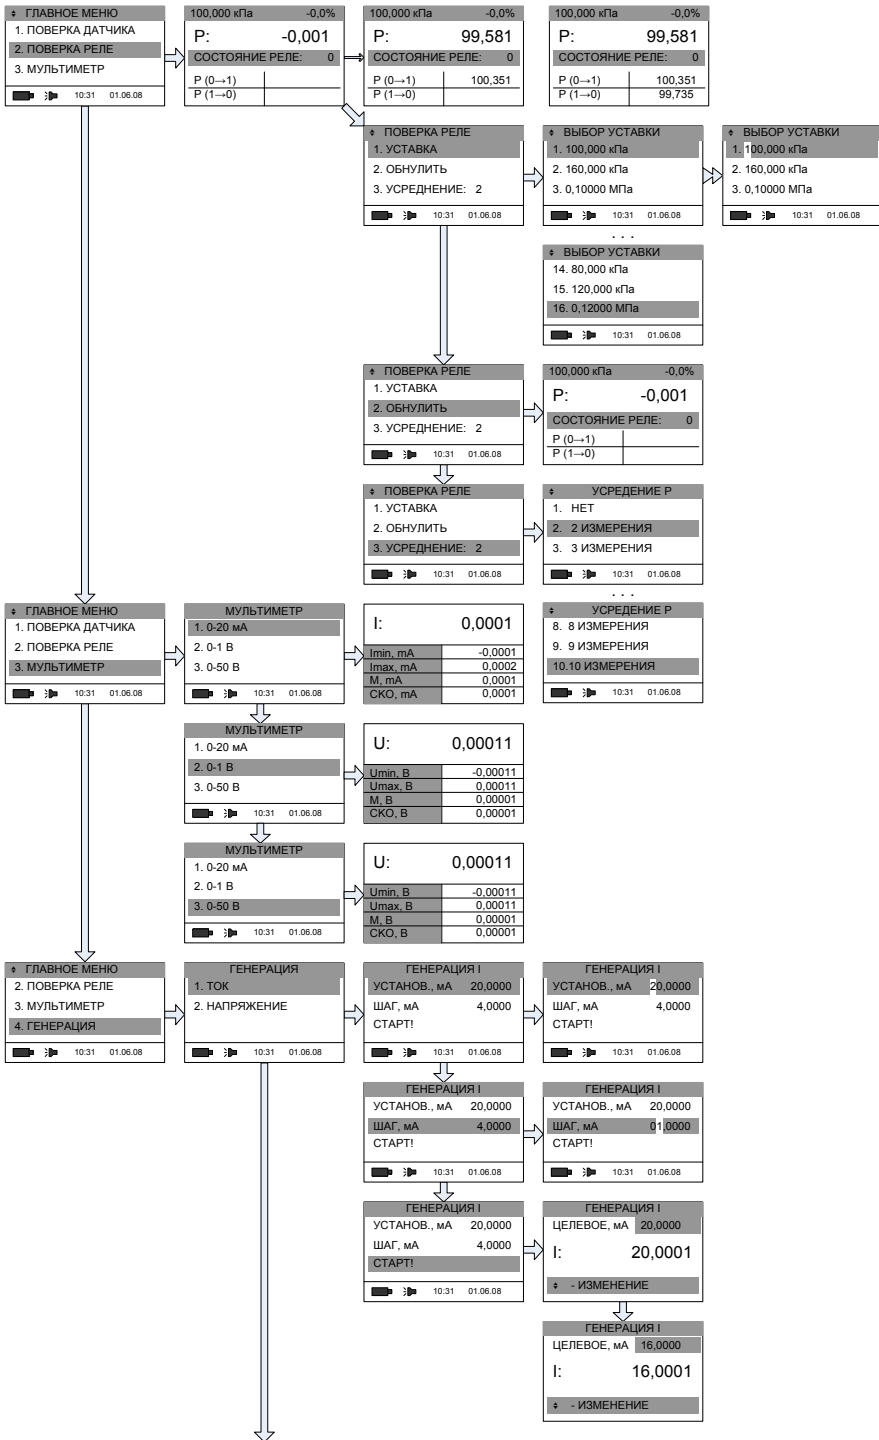 ГЛАВНОЕ МЕНЮ
1. ПОВЕРКА ДАТЧИКА
2. ПОВЕРКА РЕЛЕ
3. МУЛЬТИМЕТР
10:31 01.06.08
100,000 кПа -0,0%
P: -0,001
СОСТОЯНИЕ РЕЛЕ: 0
P (0→1)
P (1→0)
100,000 кПа -0,0%
P: 99,581
СОСТОЯНИЕ РЕЛЕ: 0
P (0→1) 100,351
P (1→0)
100,000 кПа -0,0%
P: 99,581
СОСТОЯНИЕ РЕЛЕ: 0
P (0→1) 100,351
P (1→0) 99,735
ПОВЕРКА РЕЛЕ
1. УСТАВКА
2. ОБНУЛИТЬ
3. УСРЕДНЕНИЕ: 2
10:31 01.06.08
ВЫБОР УСТАВКИ
1. 100,000 кПа
2. 160,000 кПа
3. 0,10000 МПа
10:31 01.06.08
ВЫБОР УСТАВКИ
1. 100,000 кПа
2. 160,000 кПа
3. 0,10000 МПа
10:31 01.06.08
. . .
ВЫБОР УСТАВКИ
14. 80,000 кПа
15. 120,000 кПа
16. 0,12000 МПа
10:31 01.06.08
ПОВЕРКА РЕЛЕ
1. УСТАВКА
2. ОБНУЛИТЬ
3. УСРЕДНЕНИЕ: 2
10:31 01.06.08
100,000 кПа -0,0%
P: -0,001
СОСТОЯНИЕ РЕЛЕ: 0
P (0→1)
P (1→0)
ПОВЕРКА РЕЛЕ
1. УСТАВКА
2. ОБНУЛИТЬ
3. УСРЕДНЕНИЕ: 2
10:31 01.06.08
УСРЕДЕНИЕ P
1. НЕТ
2. 2 ИЗМЕРЕНИЯ
3. 3 ИЗМЕРЕНИЯ
10:31 01.06.08
. . .
УСРЕДЕНИЕ P
8. 8 ИЗМЕРЕНИЯ
9. 9 ИЗМЕРЕНИЯ
10.10 ИЗМЕРЕНИЯ
10:31 01.06.08
ГЛАВНОЕ МЕНЮ
1. ПОВЕРКА ДАТЧИКА
2. ПОВЕРКА РЕЛЕ
3. МУЛЬТИМЕТР
10:31 01.06.08
МУЛЬТИМЕТР
1. 0-20 мА
2. 0-1 В
3. 0-50 В
10:31 01.06.08
I: 0,0001
Imin, mA -0,0001
Imax, mA 0,0002
M, mA 0,0001
СКО, mA 0,0001
МУЛЬТИМЕТР
1. 0-20 мА
2. 0-1 В
3. 0-50 В
10:31 01.06.08
U: 0,00011
Umin, В -0,00011
Umax, В 0,00011
M, В 0,00001
СКО, В 0,00001
МУЛЬТИМЕТР
1. 0-20 мА
2. 0-1 В
3. 0-50 В
10:31 01.06.08
U: 0,00011
Umin, В -0,00011
Umax, В 0,00011
M, В 0,00001
СКО, В 0,00001
ГЛАВНОЕ МЕНЮ
2. ПОВЕРКА РЕЛЕ
3. МУЛЬТИМЕТР
4. ГЕНЕРАЦИЯ
10:31 01.06.08
ГЕНЕРАЦИЯ
1. ТОК
2. НАПРЯЖЕНИЕ
10:31 01.06.08
ГЕНЕРАЦИЯ I
УСТАНОВ., мА 20,0000
ШАГ, мА 4,0000
СТАРТ!
10:31 01.06.08
ГЕНЕРАЦИЯ I
УСТАНОВ., мА 20,0000
ШАГ, мА 4,0000
СТАРТ!
10:31 01.06.08
ГЕНЕРАЦИЯ I
УСТАНОВ., мА 20,0000
ШАГ, мА 4,0000
СТАРТ!
10:31 01.06.08
ГЕНЕРАЦИЯ I
УСТАНОВ., мА 20,0000
ШАГ, мА 01,0000
СТАРТ!
10:31 01.06.08
ГЕНЕРАЦИЯ I
УСТАНОВ., мА 20,0000
ШАГ, мА 4,0000
СТАРТ!
10:31 01.06.08
ГЕНЕРАЦИЯ I
ЦЕЛЕВОЕ, мА 20,0000
I: 20,0001
- ИЗМЕНЕНИЕ
ГЕНЕРАЦИЯ I
ЦЕЛЕВОЕ, мА 16,0000
I: 16,0001
- ИЗМЕНЕНИЕ